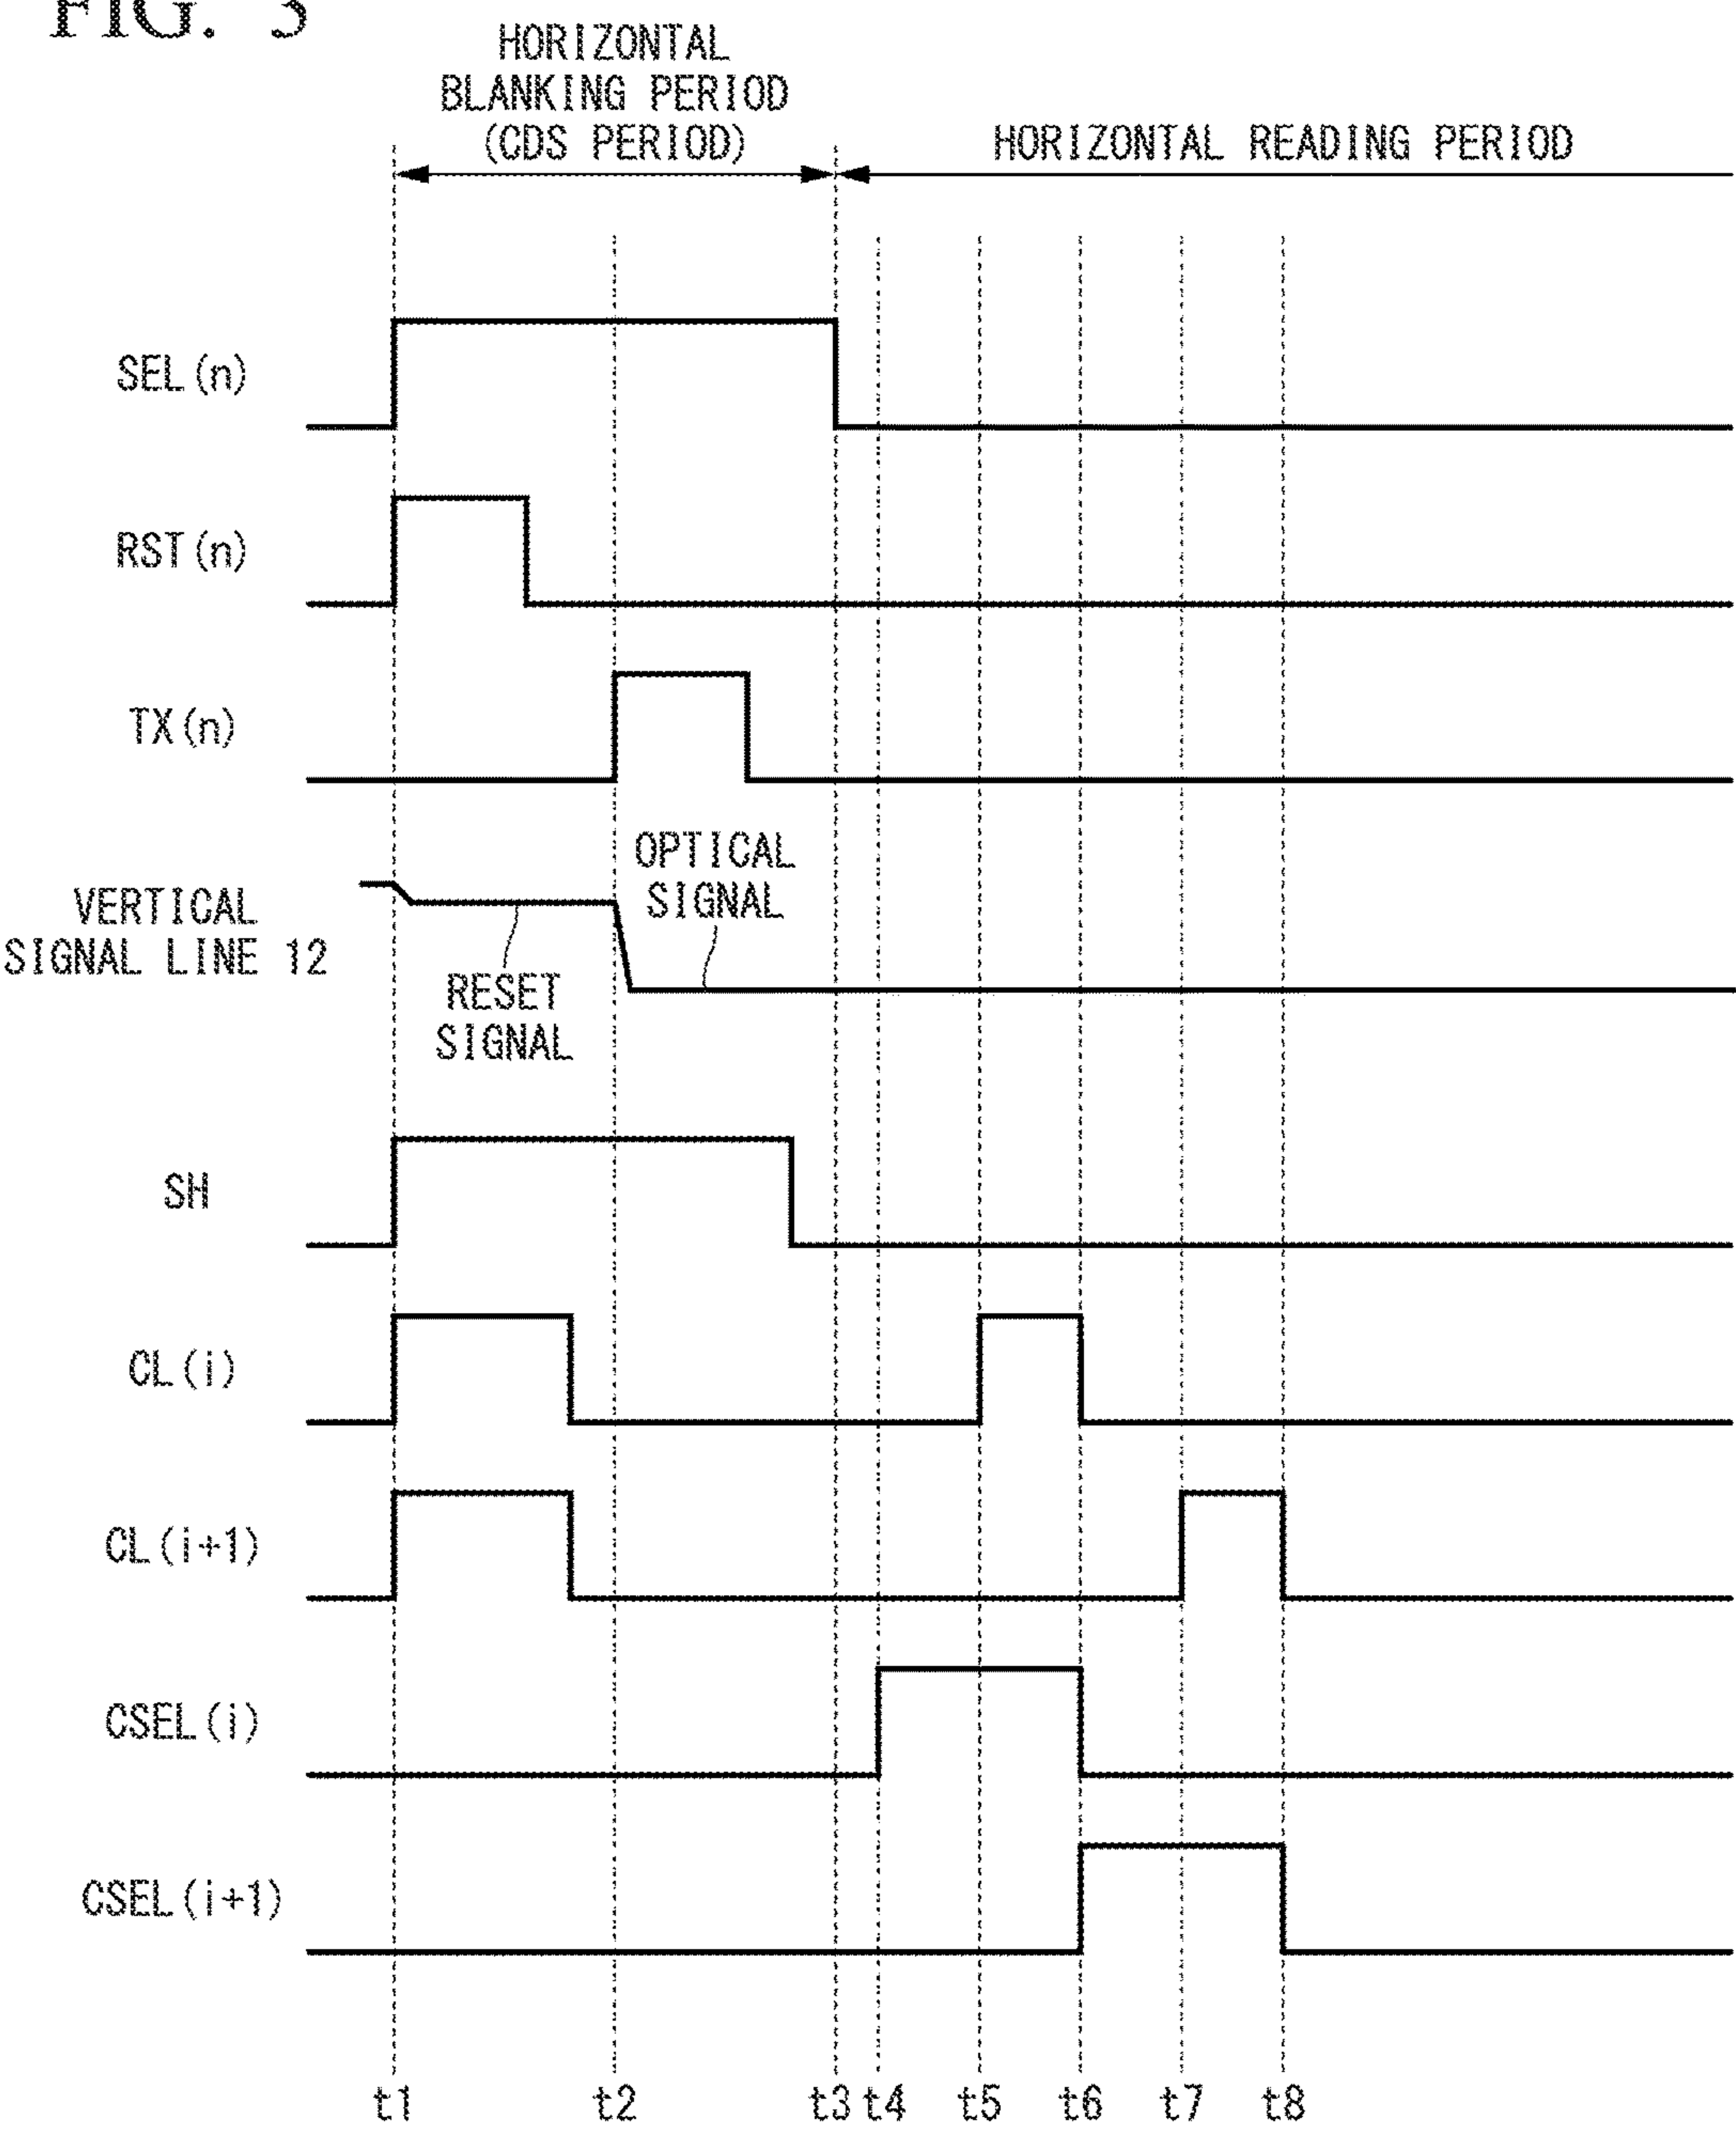 FIG. 3
HORIZONTAL
BLANKING PERIOD
(CDS PERIOD)
HORIZONTAL READING PERIOD
SEL(n)
RST(n)
TX(n)
OPTICAL
SIGNAL
VERTICAL
SIGNAL LINE 12
RESET
SIGNAL
SH
CL(i)
CL(i+1)
CSEL(i)
CSEL(i+1)
t1 t2 t3 t4 t5 t6 t7 t8